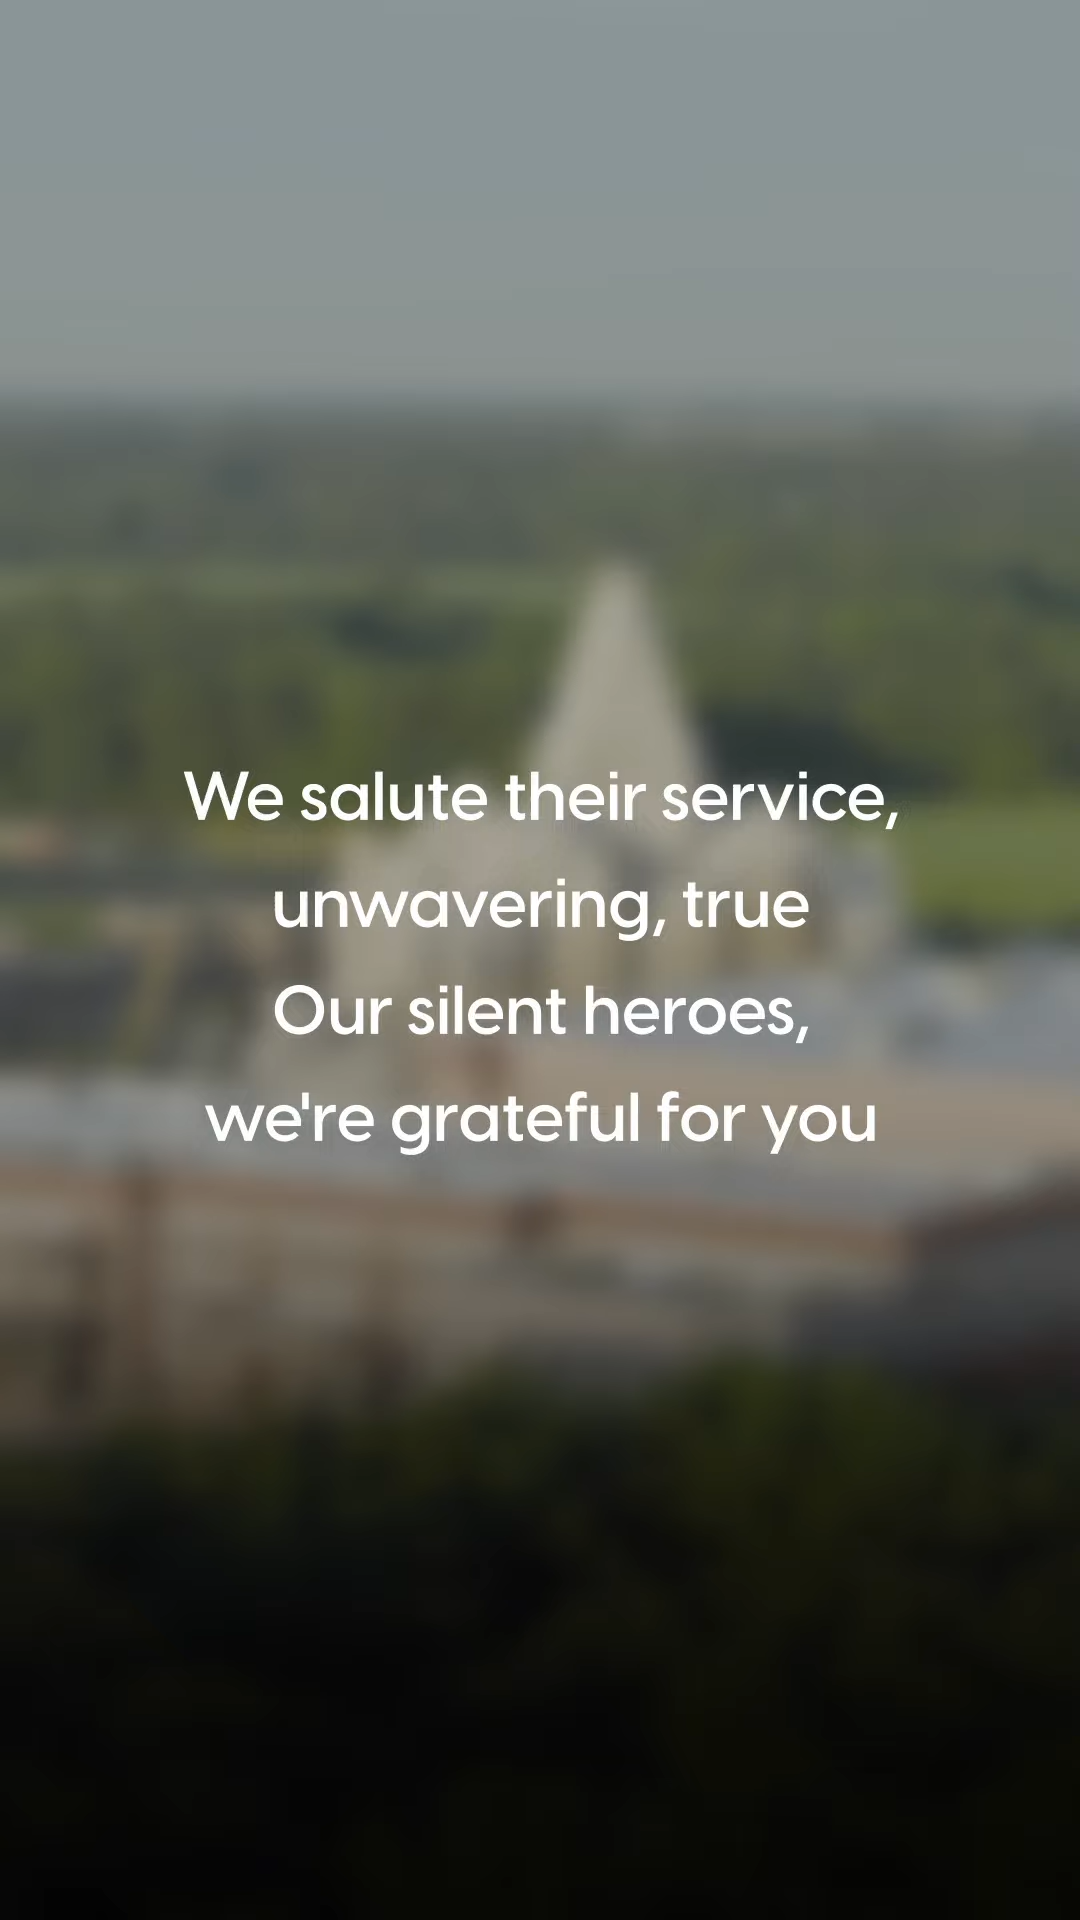 We salute their service,
unwavering, true
Our silent heroes,
we're grateful for you